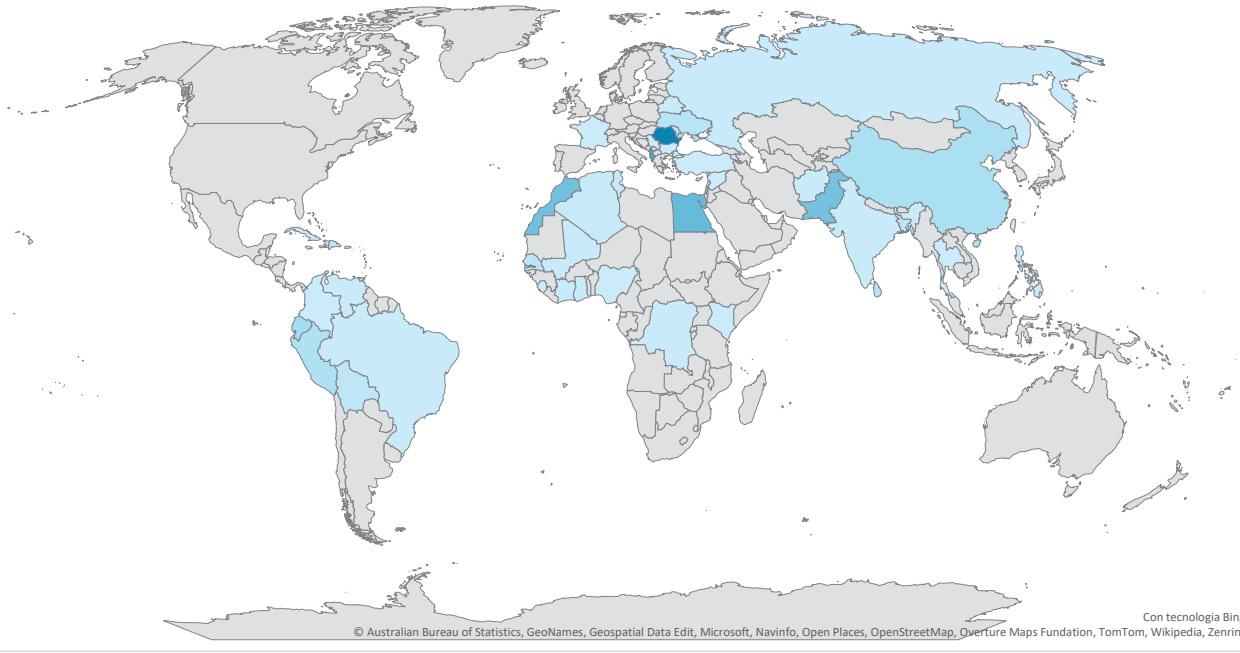 Con tecnologia Bing
© Australian Bureau of Statistics, GeoNames, Geospatial Data Edit, Microsoft, Navinfo, Open Places, OpenStreetMap, Overture Maps Fundation, TomTom, Wikipedia, Zenrin